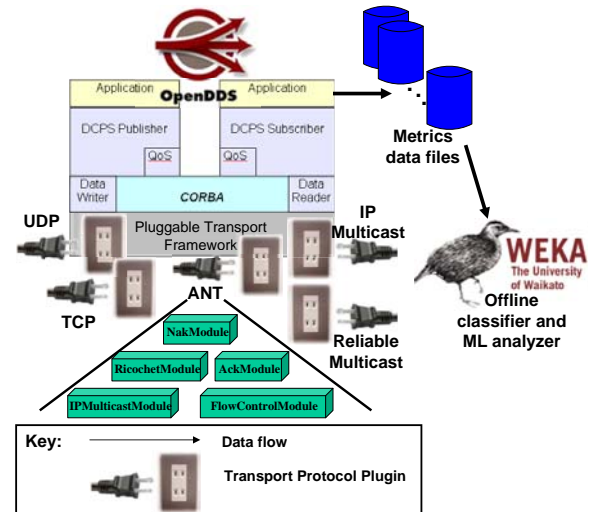 OpenDDS
Application
Application
DCPS Publisher
DCPS Subscriber
QoS
QoS
Data
Writer
CORBA
Data
Reader
Pluggable Transport
Framework
UDP
TCP
ANT
IP
Multicast
Reliable
Multicast
Metrics
data files
WEKA
The University
of Waikato
Offline
classifier and
ML analyzer
NakModule
RicochetModule
AckModule
IPMulticastModule
FlowControlModule
Key:
Data flow
Transport Protocol Plugin